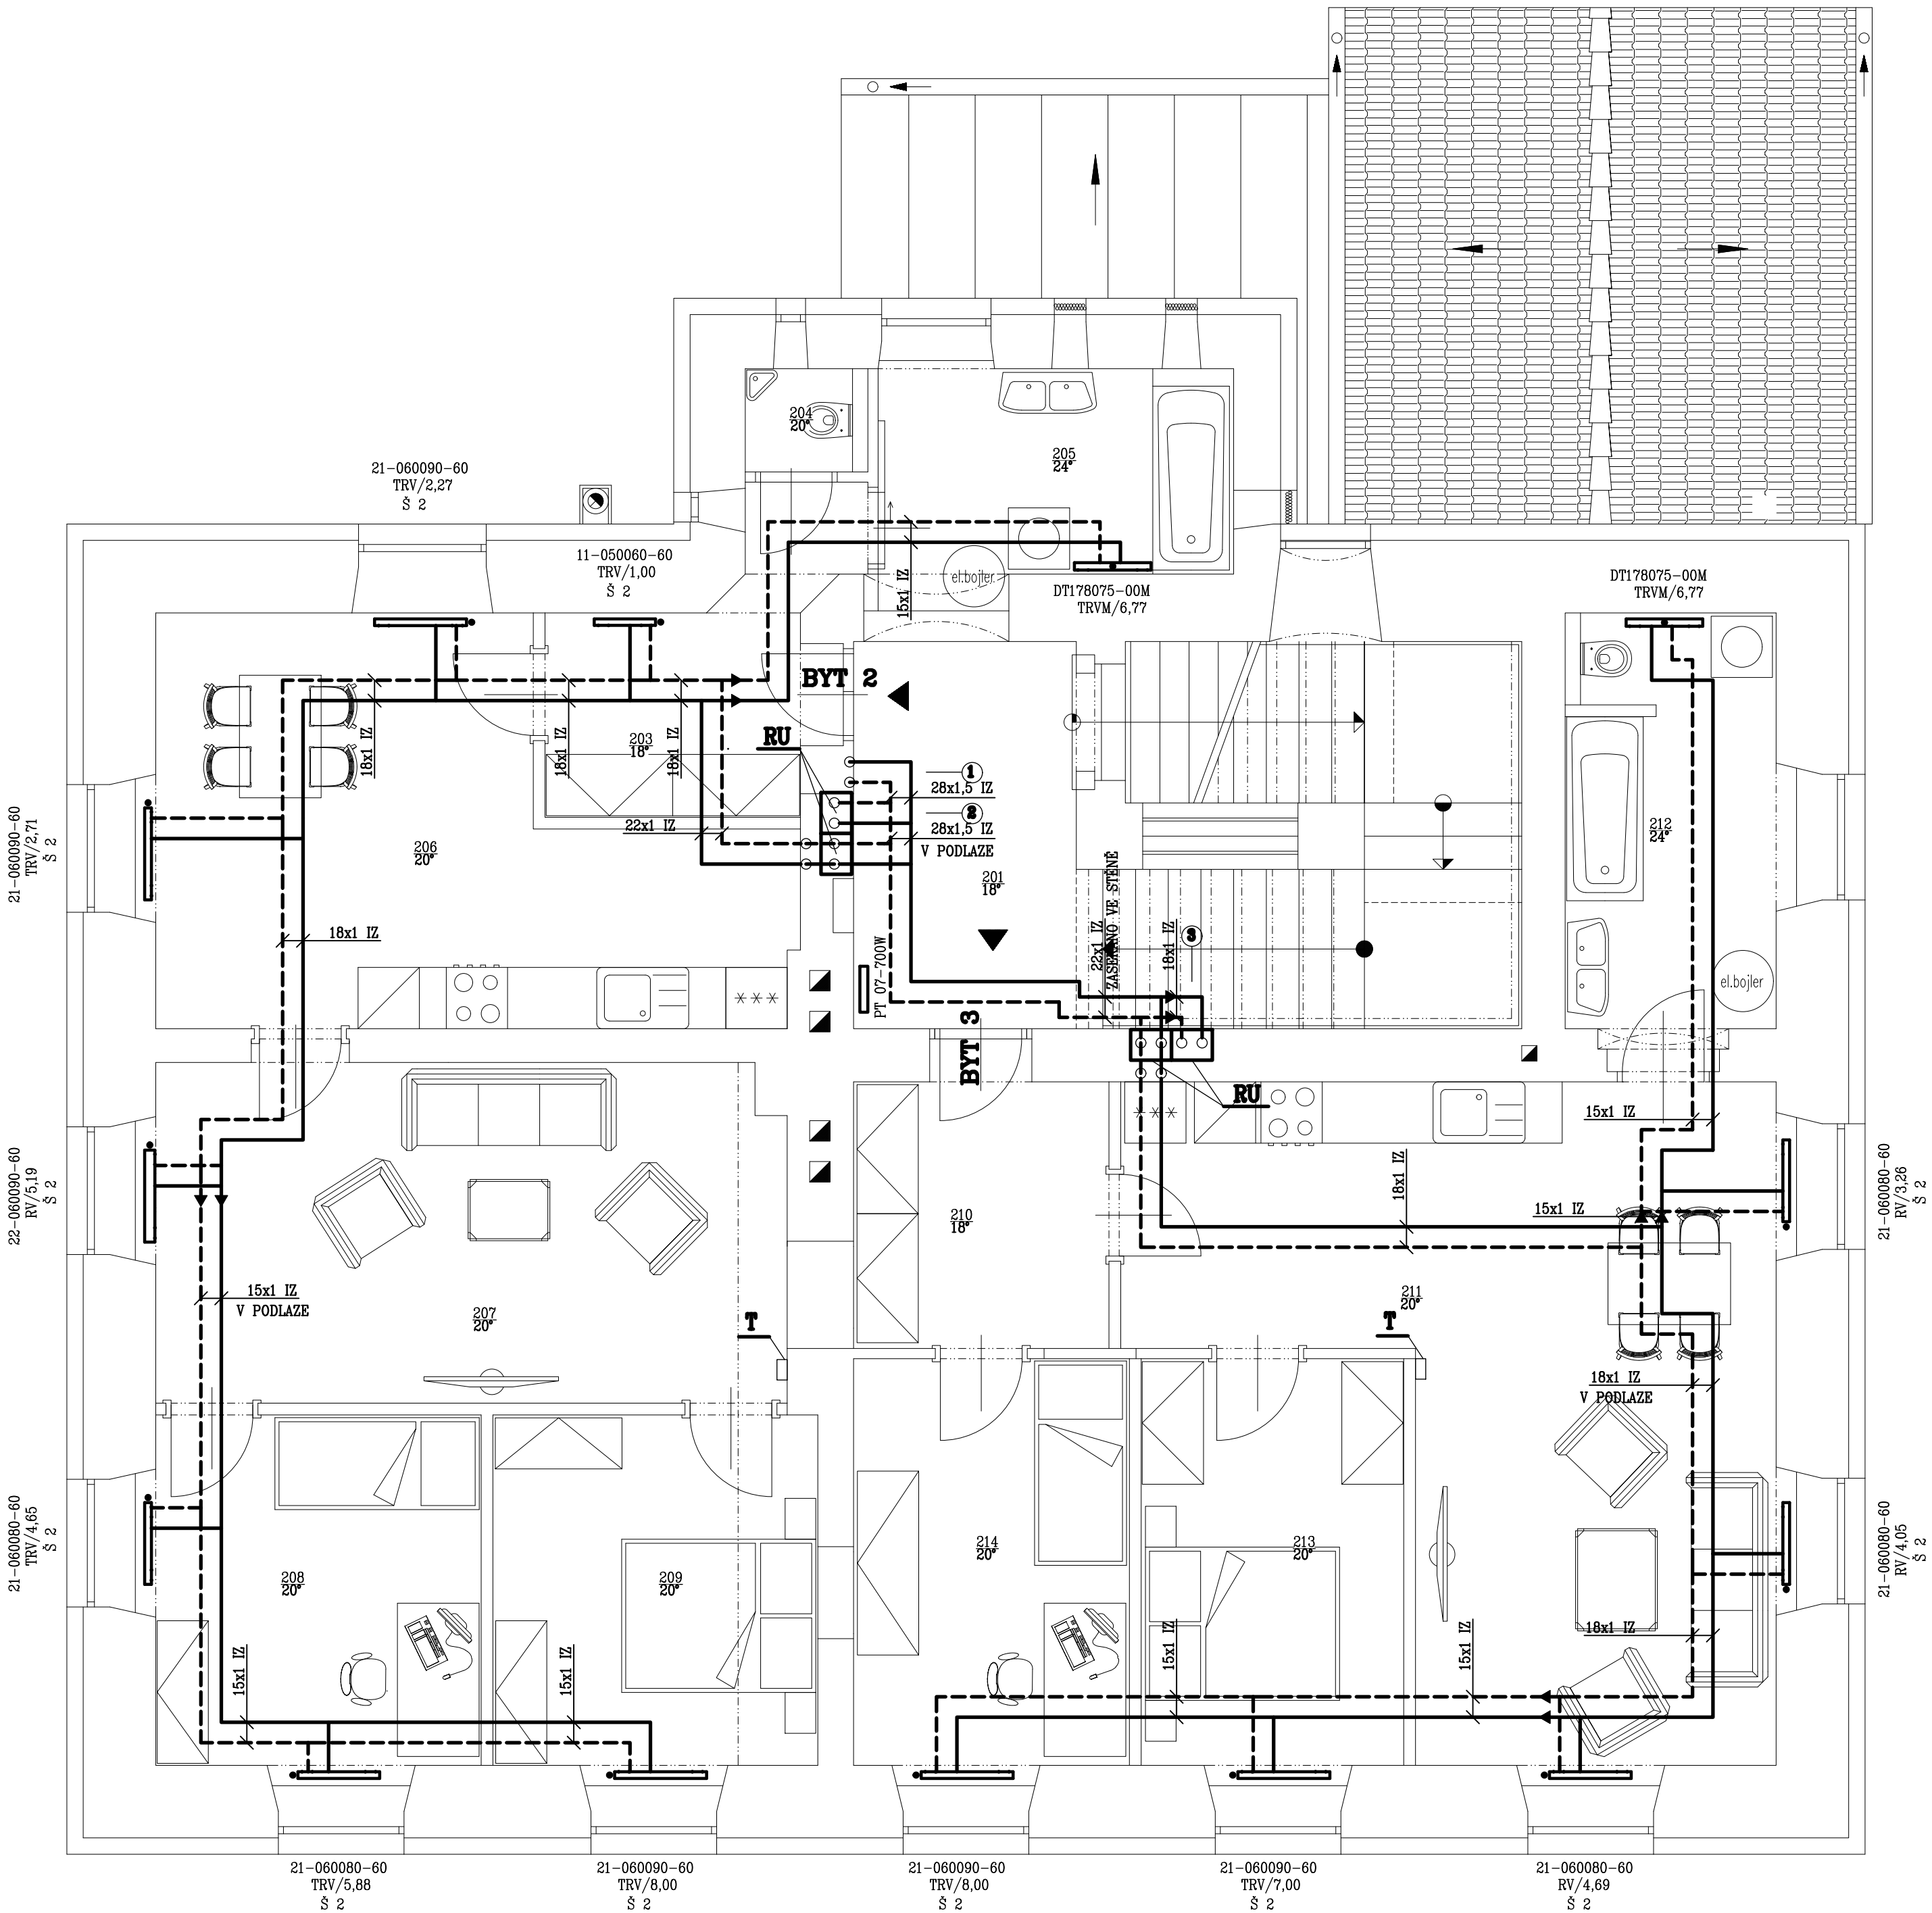 21-060090-60
TRV/2,27
Š 2
11-050060-60
TRV/1,00
Š 2
204
20°
205
24°
el.bojler
15x1 IZ
DT178075-00M
TRVM/6,77
DT178075-00M
TRVM/6,77
BYT 2
RU
203
18°
18x1 IZ
18x1 IZ
18x1 IZ
1
28x1,5 IZ
2
28x1,5 IZ
V PODLAZE
22x1 IZ
206
20°
21-060090-60
TRV/2,71
Š 2
18x1 IZ
201
18°
212
24°
el.bojler
PT 07-700W
22x1 IZ
ZASEKÁNO VE STĚNĚ
18x1 IZ
3
BYT 3
RU
15x1 IZ
22-060090-60
RV/5,19
Š 2
18x1 IZ
15x1 IZ
21-060080-60
RV/3,26
Š 2
210
18°
15x1 IZ
V PODLAZE
207
20°
T
211
20°
T
18x1 IZ
V PODLAZE
21-060080-60
TRV/4,65
Š 2
208
20°
209
20°
214
20°
213
20°
21-060080-60
RV/4,05
Š 2
18x1 IZ
15x1 IZ
15x1 IZ
15x1 IZ
15x1 IZ
21-060080-60
TRV/5,88
Š 2
21-060090-60
TRV/8,00
Š 2
21-060090-60
TRV/8,00
Š 2
21-060090-60
TRV/7,00
Š 2
21-060080-60
RV/4,69
Š 2